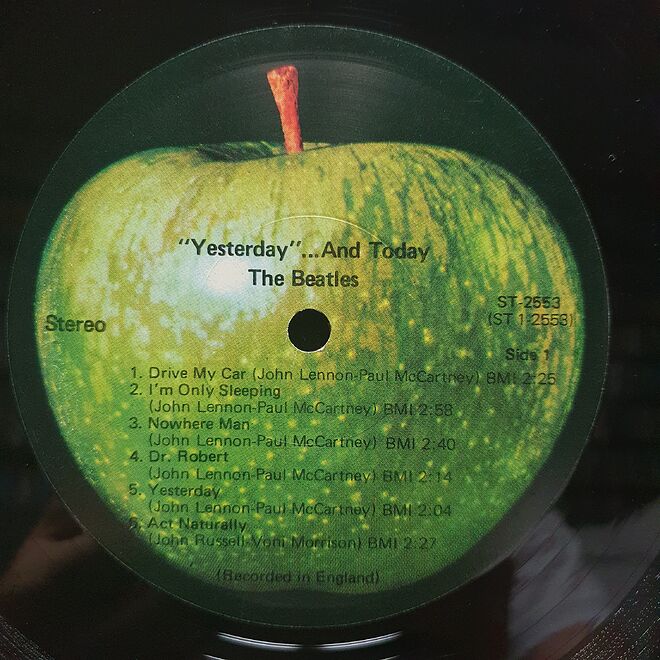 "Yesterday"...And Today
The Beatles
Stereo
ST-2553
(ST 1-2553)
Side 1
1. Drive My Car (John Lennon-Paul McCartney) BMI 2:25
2. I'm Only Sleeping
(John Lennon-Paul McCartney) BMI 2:58
3. Nowhere Man
(John Lennon-Paul McCartney) BMI 2:40
4. Dr. Robert
(John Lennon-Paul McCartney) BMI 2:14
5. Yesterday
(John Lennon-Paul McCartney) BMI 2:04
6. Act Naturally
(John Russell-Voni Morrison) BMI 2:27
(Recorded in England)